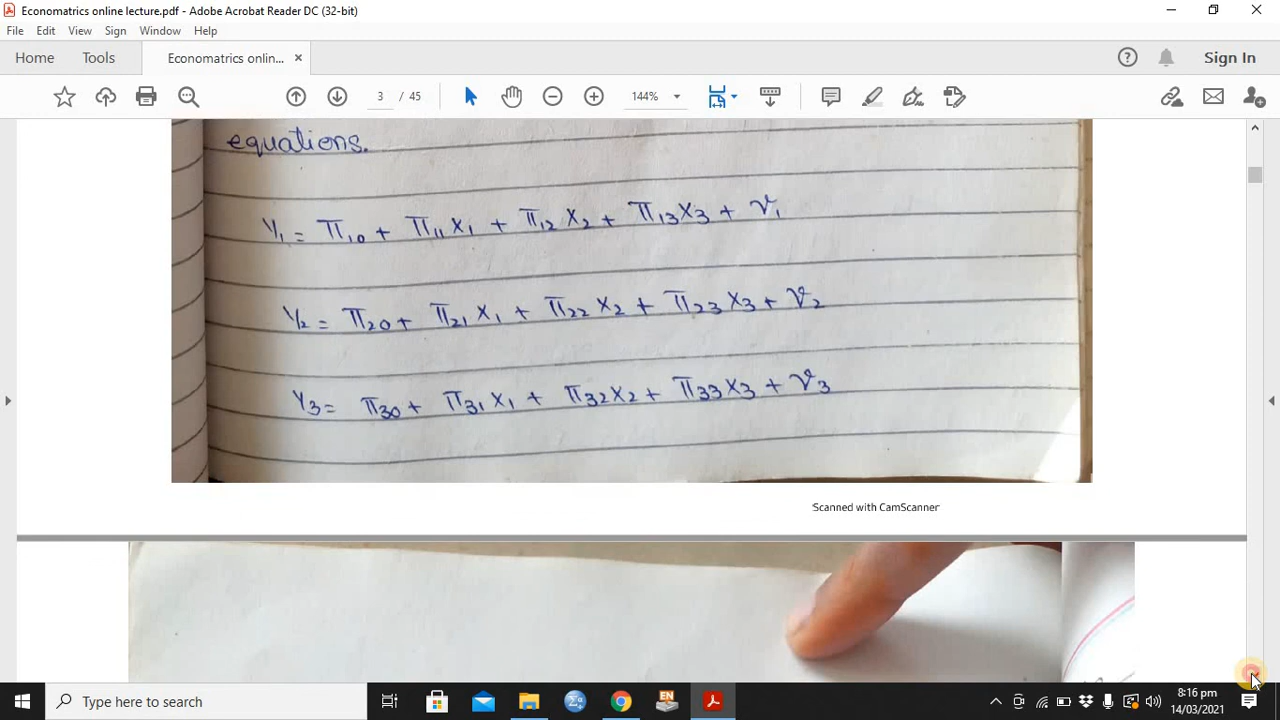 Economatrics online lecture.pdf - Adobe Acrobat Reader DC (32-bit)
File Edit View Sign Window Help
Home Tools Economatrics onlin... × Sign In
3 / 45 144%
equations.
Y₁ = π₁₀ + π₁₁X₁ + π₁₂X₂ + π₁₃X₃ + V₁
Y₂ = π₂₀ + π₂₁X₁ + π₂₂X₂ + π₂₃X₃ + V₂
Y₃ = π₃₀ + π₃₁X₁ + π₃₂X₂ + π₃₃X₃ + V₃
Scanned with CamScanner
Type here to search
EN
8:16 pm
14/03/2021